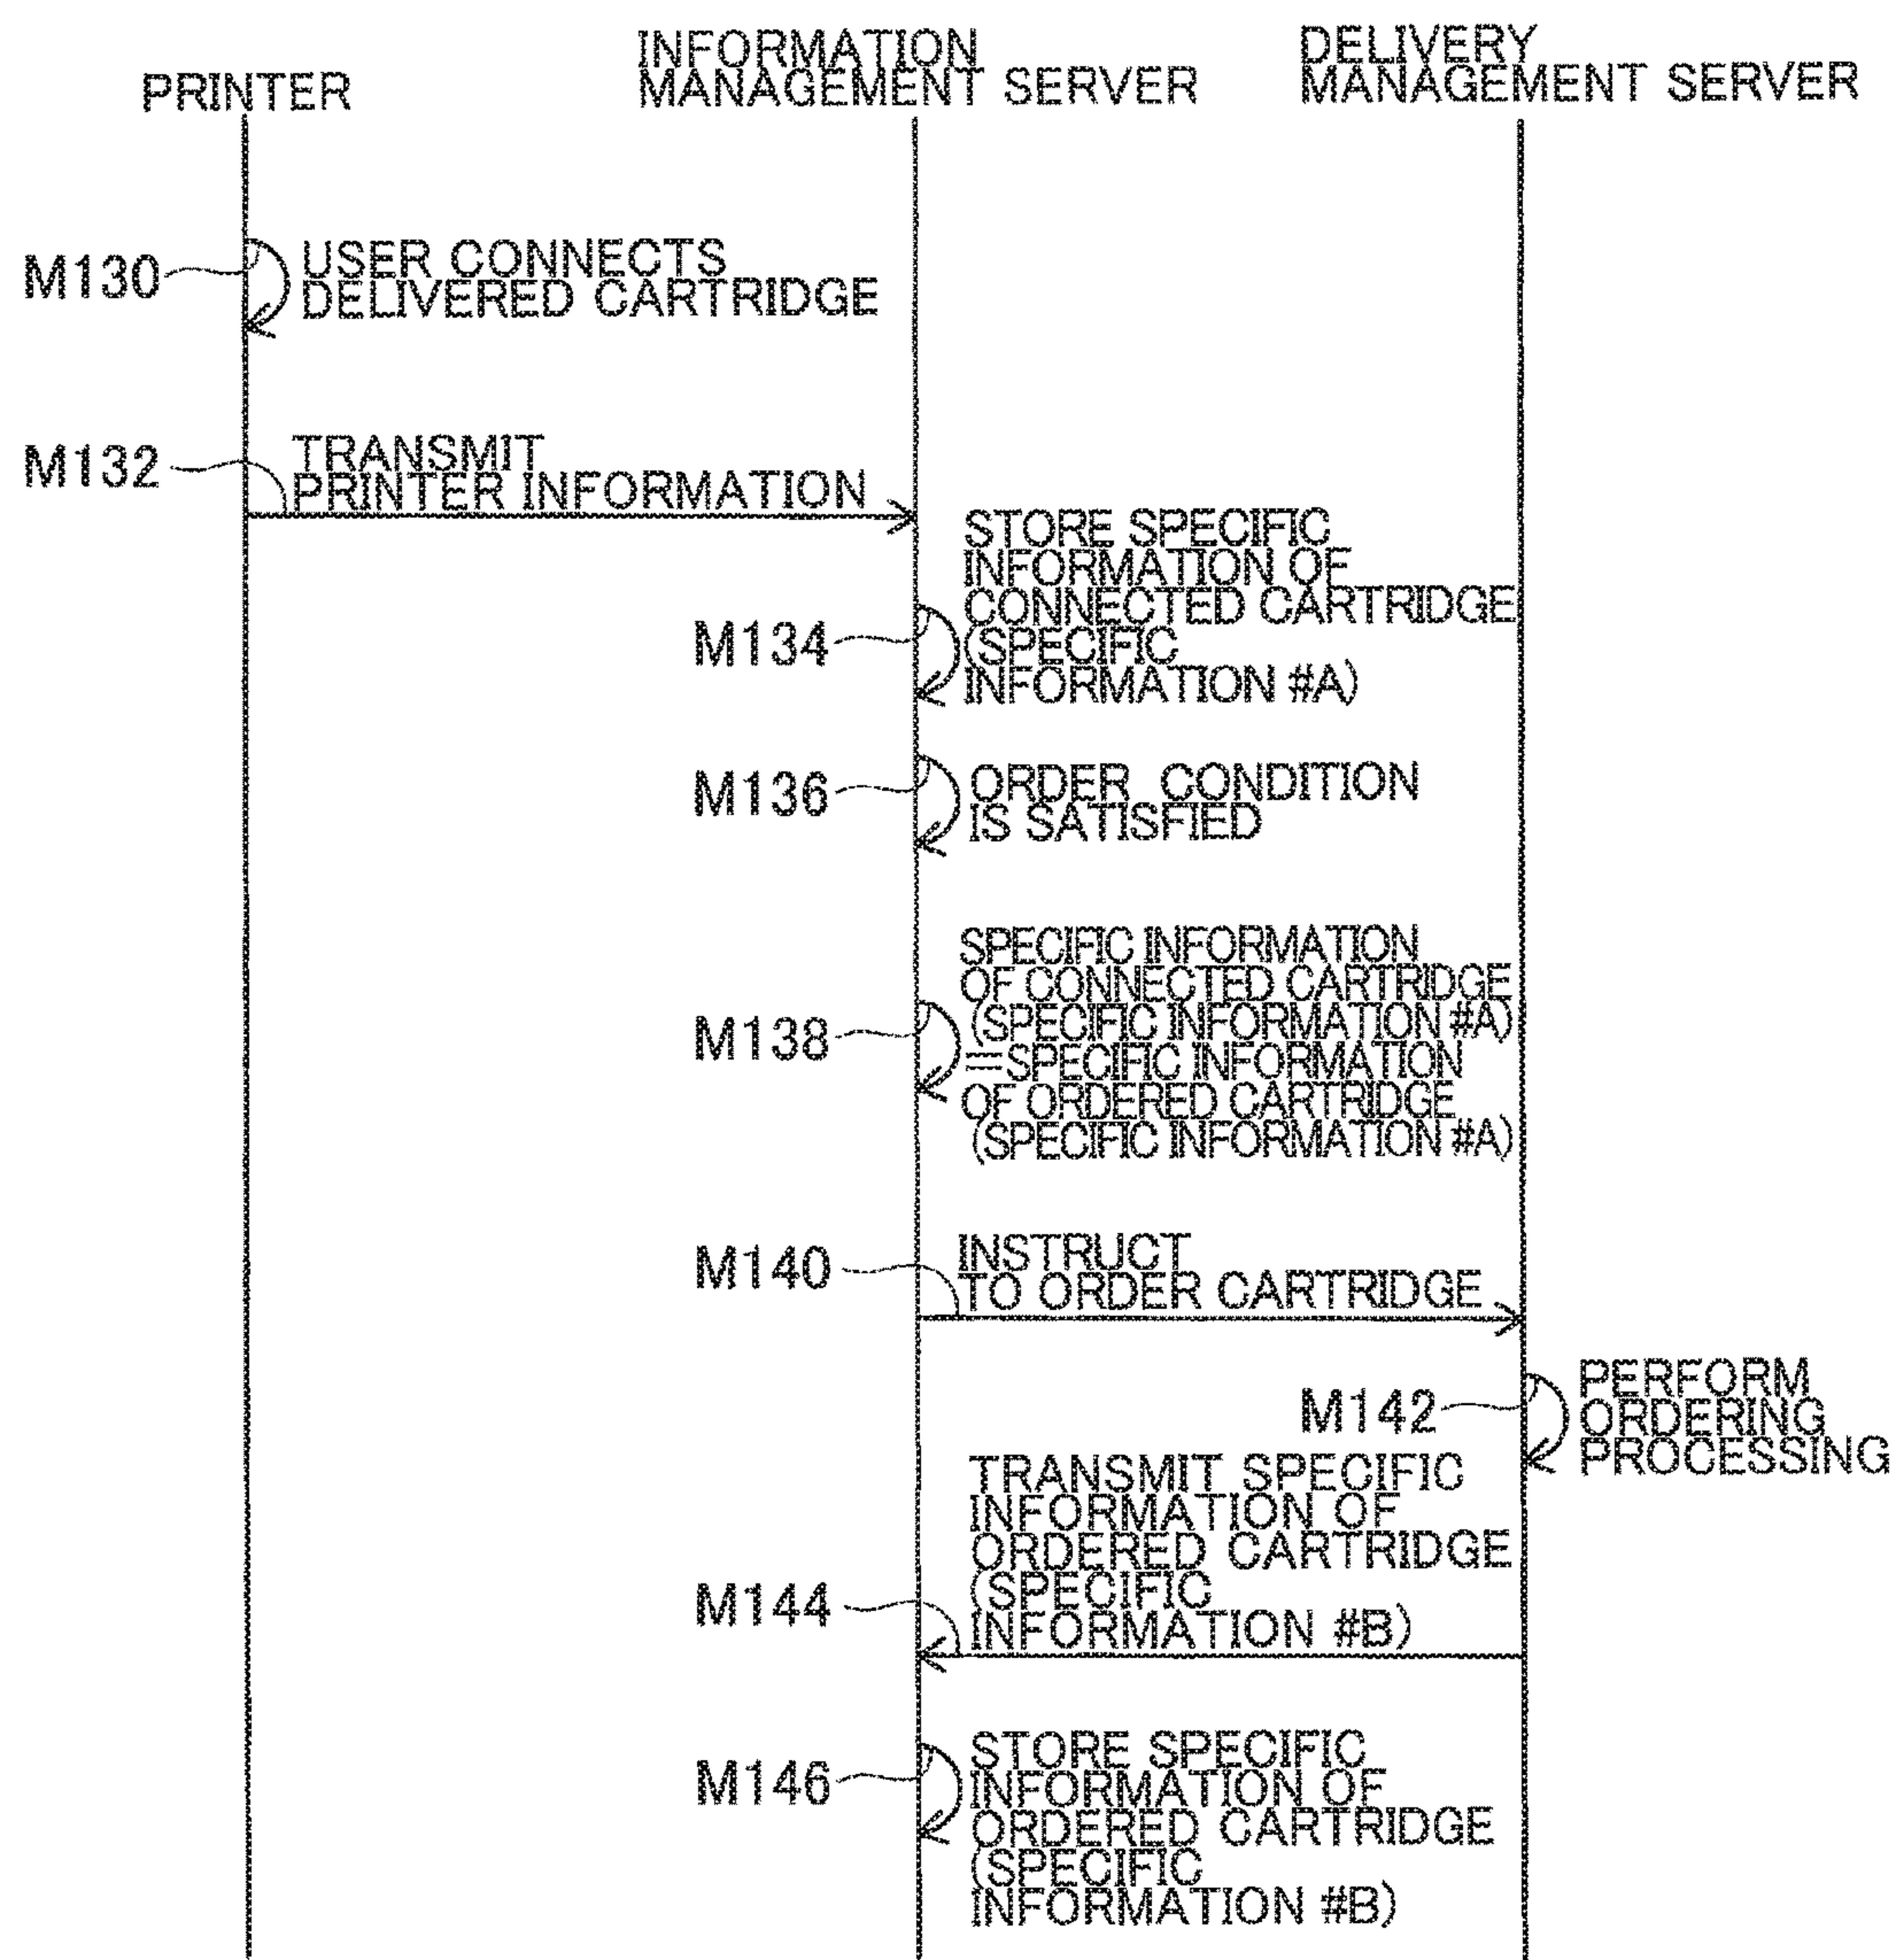 PRINTER
INFORMATION
MANAGEMENT SERVER
DELIVERY
MANAGEMENT SERVER
M130
USER CONNECTS
DELIVERED CARTRIDGE
M132
TRANSMIT
PRINTER INFORMATION
M134
STORE SPECIFIC
INFORMATION OF
CONNECTED CARTRIDGE
(SPECIFIC
INFORMATION #A)
M136
ORDER CONDITION
IS SATISFIED
M138
SPECIFIC INFORMATION
OF CONNECTED CARTRIDGE
(SPECIFIC INFORMATION #A)
=SPECIFIC INFORMATION
OF ORDERED CARTRIDGE
(SPECIFIC INFORMATION #A)
M140
INSTRUCT
TO ORDER CARTRIDGE
M142
PERFORM
ORDERING
PROCESSING
M144
TRANSMIT SPECIFIC
INFORMATION OF
ORDERED CARTRIDGE
(SPECIFIC
INFORMATION #B)
M146
STORE SPECIFIC
INFORMATION OF
ORDERED CARTRIDGE
(SPECIFIC
INFORMATION #B)